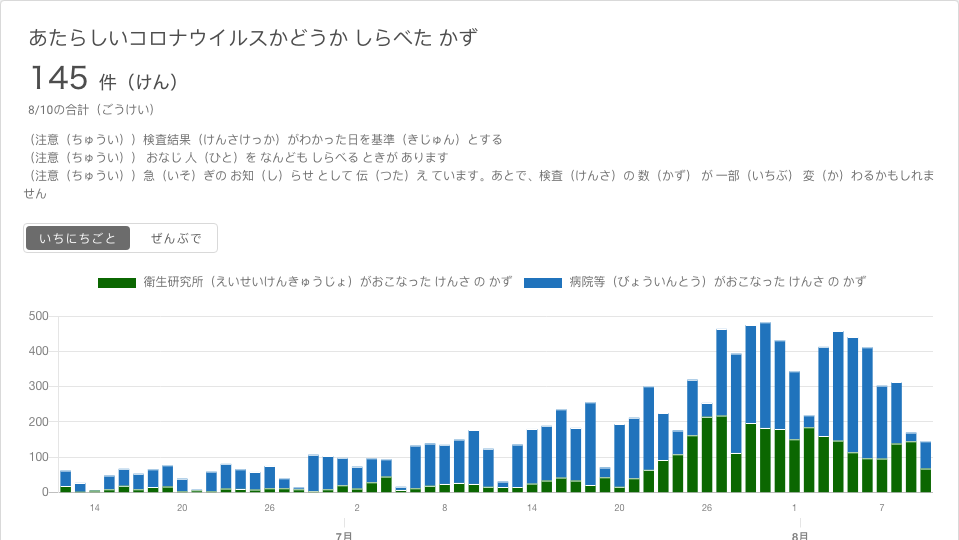 あたらしいコロナウイルスかどうか しらべた かず
145 件（けん）
8/10の合計（ごうけい）
（注意（ちゅうい））検査結果（けんさけっか）がわかった日を基準（きじゅん）とする
（注意（ちゅうい）） おなじ 人（ひと）を なんども しらべる ときが あります
（注意（ちゅうい））急（いそ）ぎの お知（し）らせ として 伝（つた）え ています。あとで、検査（けんさ）の 数（かず） が 一部（いちぶ） 変（か）わるかもしれま
せん
いちにちごと ぜんぶで
衛生研究所（えいせいけんきゅうじょ）がおこなった けんさ の かず 病院等（びょういんとう）がおこなった けんさ の かず
500
400
300
200
100
0
14 20 26 2 8 14 20 26 1 7
7月 8月